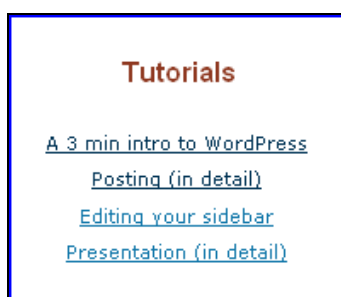 Tutorials
A 3 min intro to WordPress
Posting (in detail)
Editing your sidebar
Presentation (in detail)